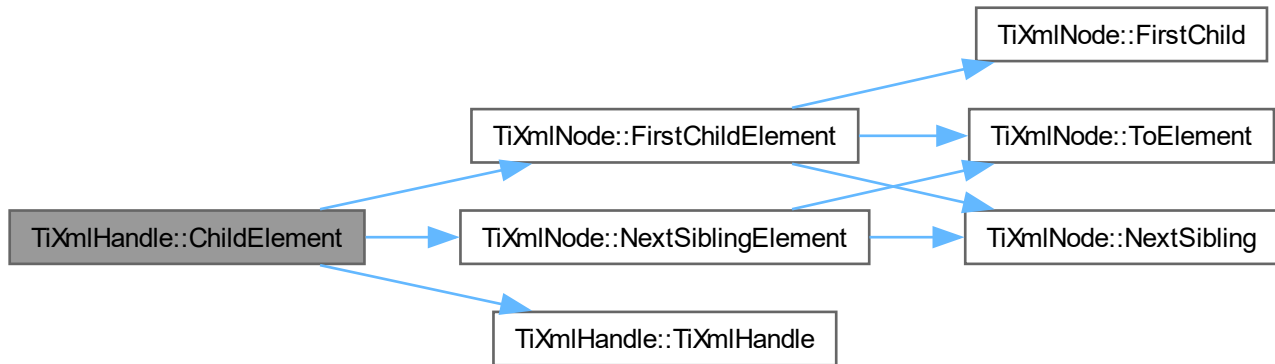 TiXmlNode::FirstChild
TiXmlNode::FirstChildElement
TiXmlNode::ToElement
TiXmlHandle::ChildElement
TiXmlNode::NextSiblingElement
TiXmlNode::NextSibling
TiXmlHandle::TiXmlHandle